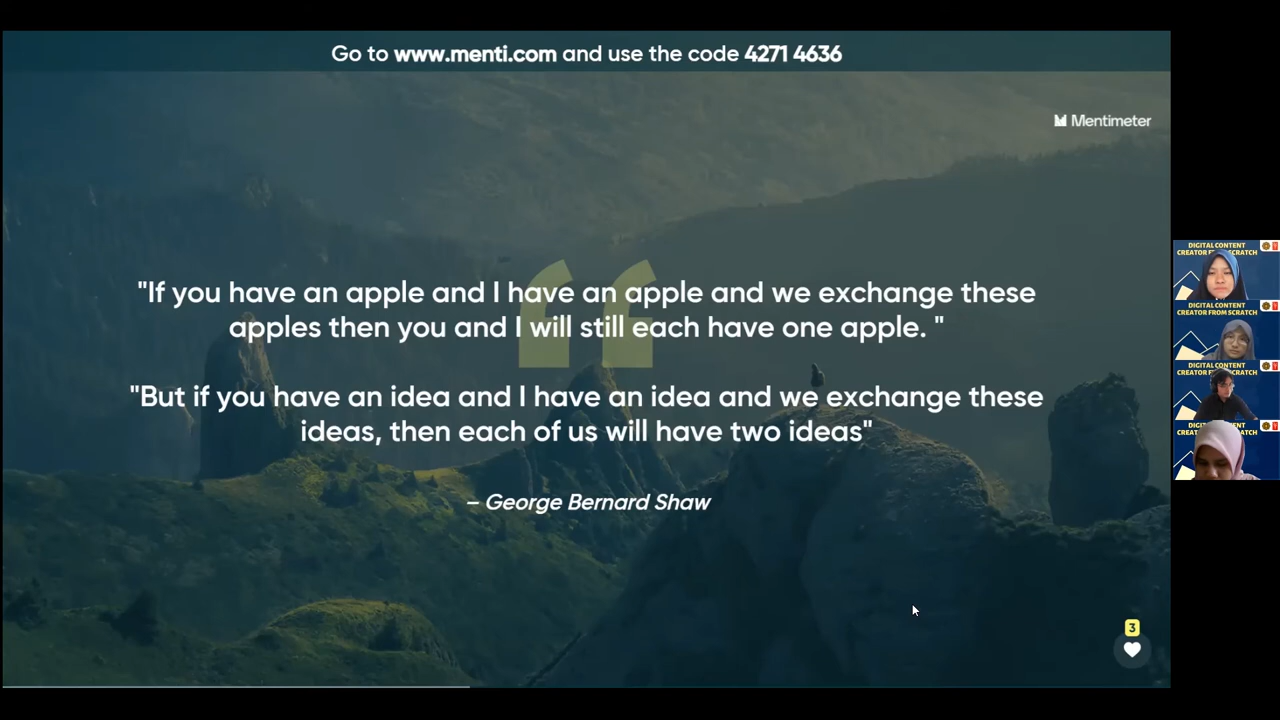 Go to www.menti.com and use the code 4271 4636
Mentimeter
"If you have an apple and I have an apple and we exchange these
apples then you and I will still each have one apple. "
"But if you have an idea and I have an idea and we exchange these
ideas, then each of us will have two ideas"
– George Bernard Shaw
3
DIGITAL CONTENT
CREATOR FROM SCRATCH
DIGITAL CONTENT
CREATOR FROM SCRATCH
DIGITAL CONTENT
DIGITAL CONTENT